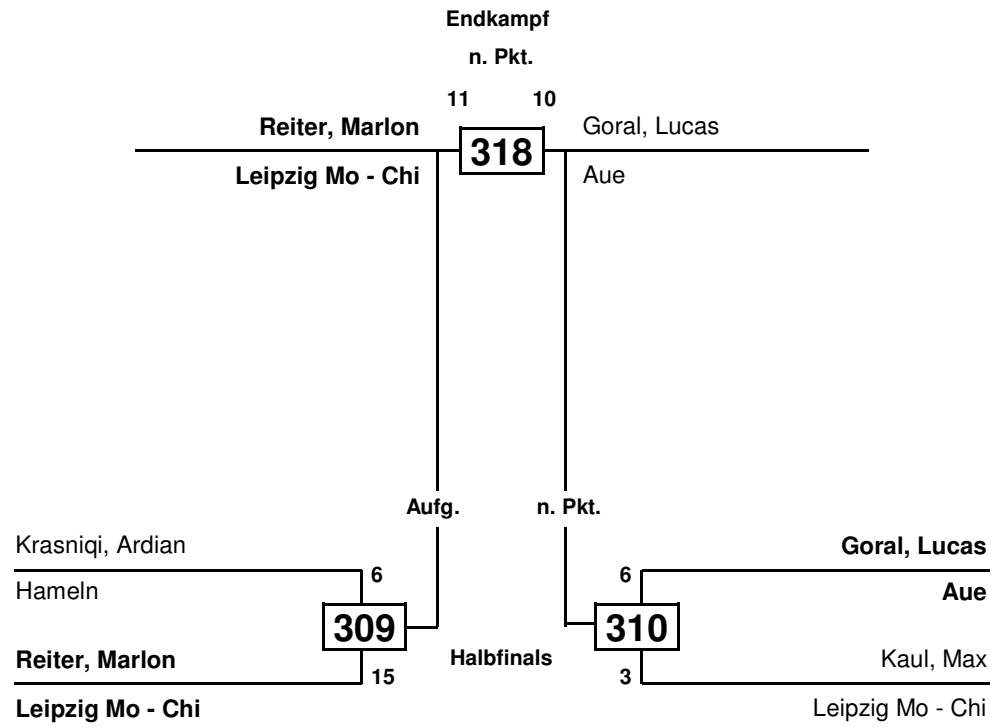 Endkampf
n. Pkt.
11 10
Reiter, Marlon 318 Goral, Lucas
Leipzig Mo - Chi Aue
Aufg. n. Pkt.
Krasniqi, Ardian Goral, Lucas
6 6
Hameln Aue
309 310
Reiter, Marlon Halbfinals Kaul, Max
15 3
Leipzig Mo - Chi Leipzig Mo - Chi